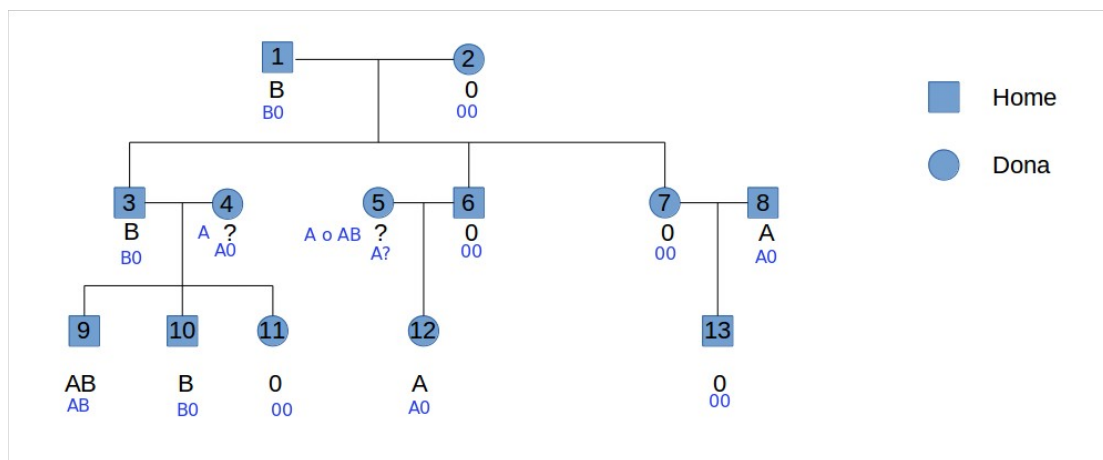 1 2
B 0
B0 00
Home
Dona
3 4 5 6 7 8
B A ? A o AB ? 0 0 A
B0 A0 A? 00 00 A0
9 10 11 12 13
AB B 0 A 0
AB B0 00 A0 00